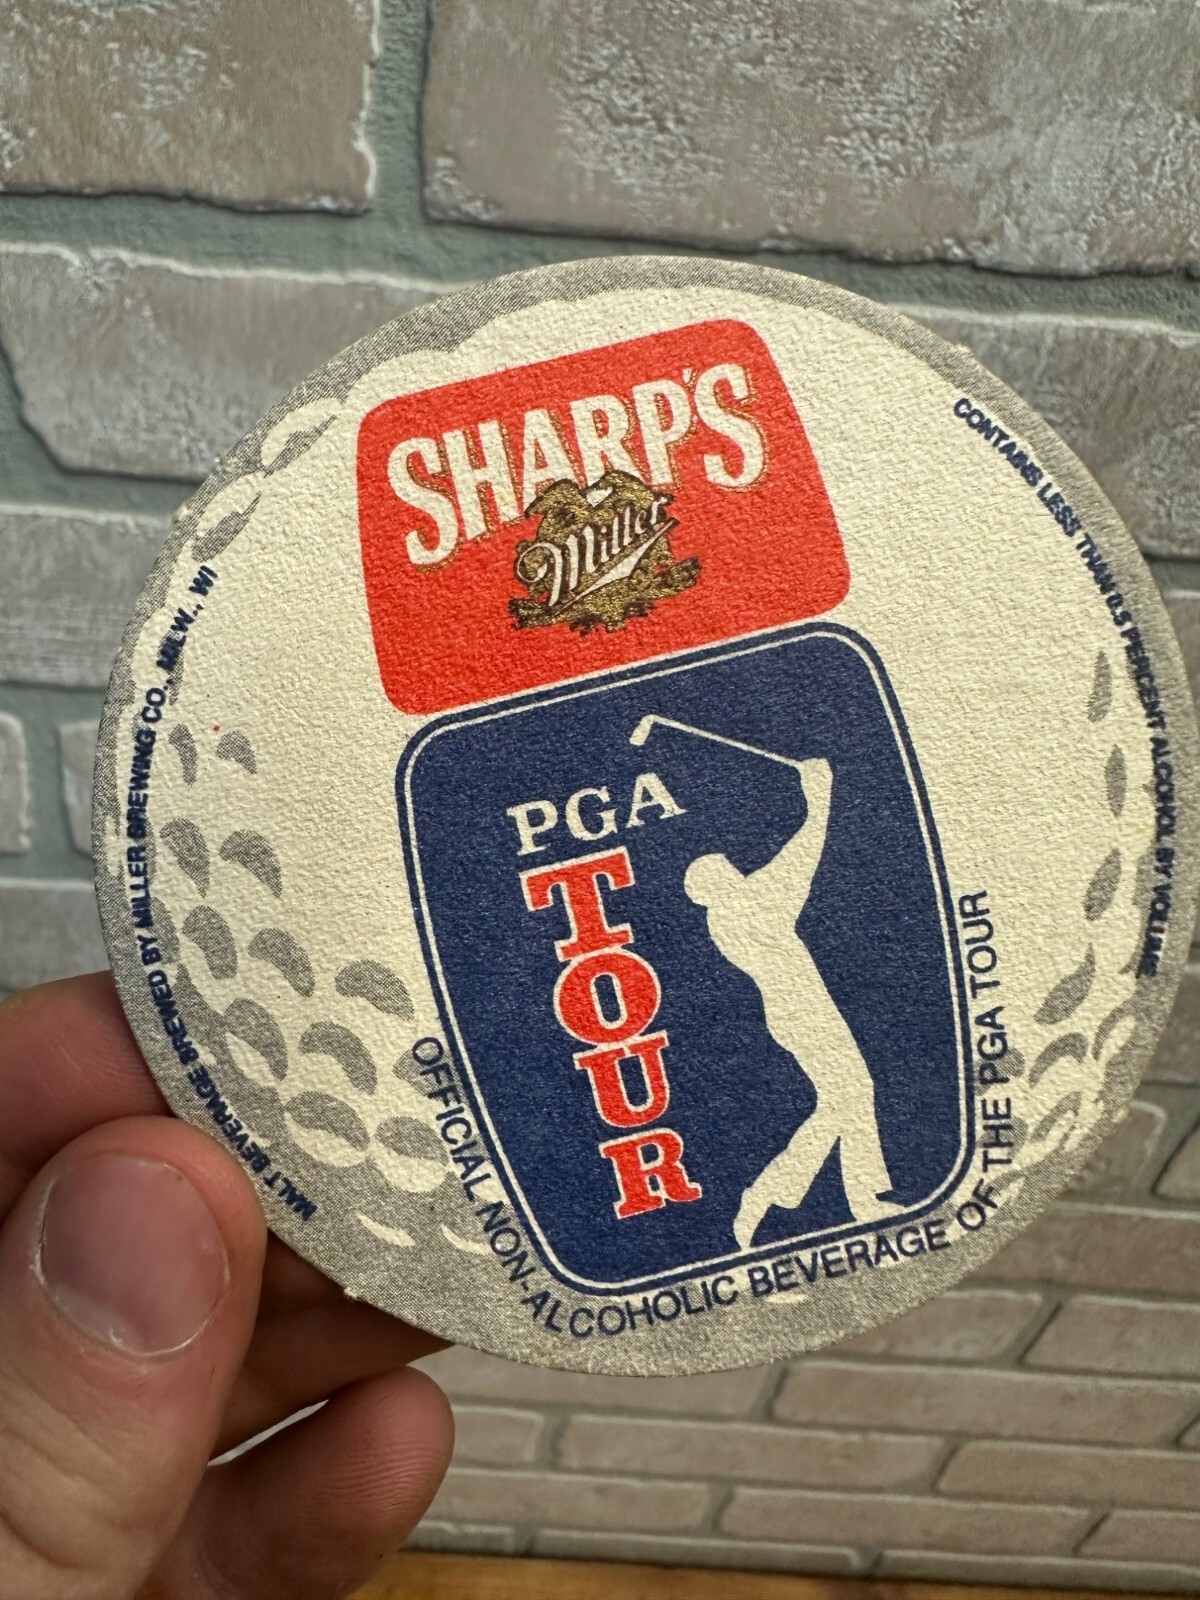 SHARP'S
Miller
PGA
TOUR
OFFICIAL NON-ALCOHOLIC BEVERAGE OF THE PGA TOUR
MALT BEVERAGE BREWED BY MILLER BREWING CO., MILW., WI
CONTAINS LESS THAN 0.5 PERCENT ALCOHOL BY VOLUME